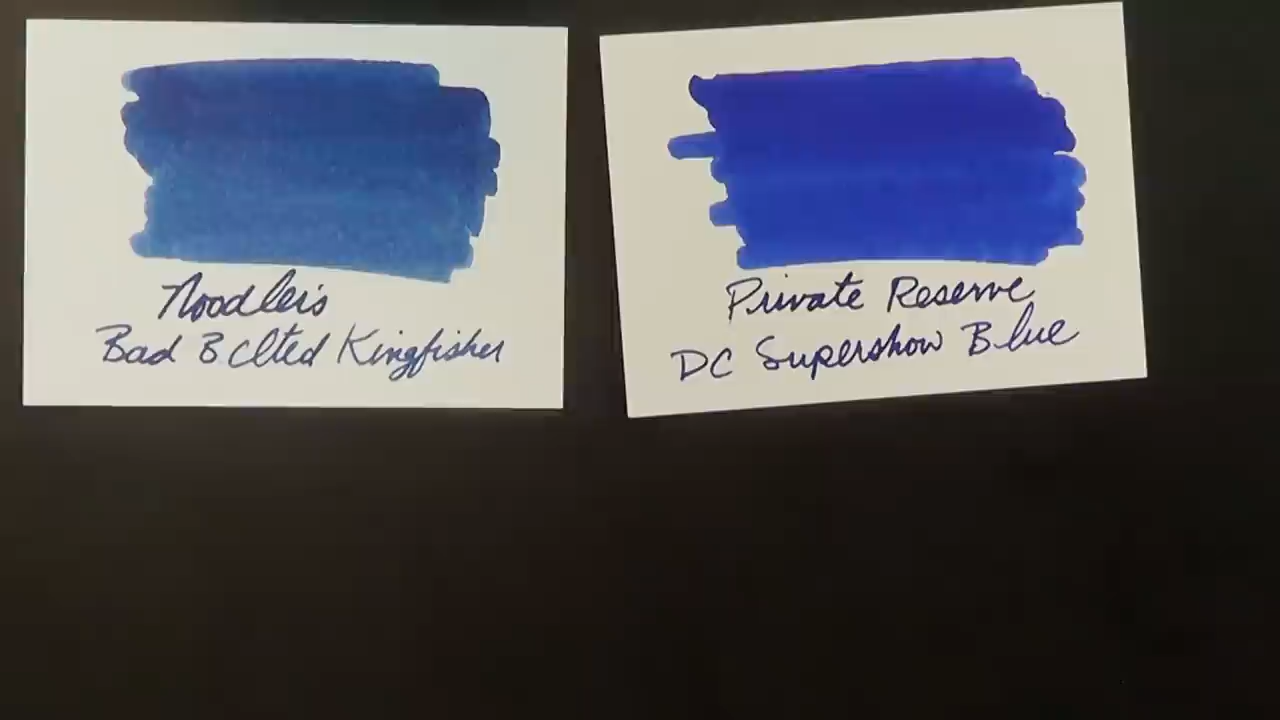 Noodler's
Bad Belted Kingfisher
Private Reserve
DC Supershow Blue